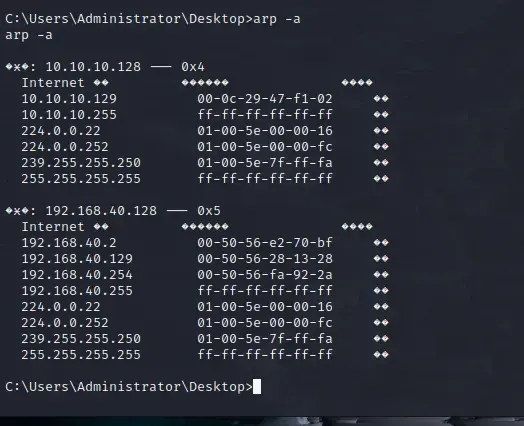 C:\Users\Administrator\Desktop>arp -a
arp -a
�ӿ�: 10.10.10.128 --- 0x4
Internet �� ������ ����
10.10.10.129 00-0c-29-47-f1-02 ��
10.10.10.255 ff-ff-ff-ff-ff-ff ��
224.0.0.22 01-00-5e-00-00-16 ��
224.0.0.252 01-00-5e-00-00-fc ��
239.255.255.250 01-00-5e-7f-ff-fa ��
255.255.255.255 ff-ff-ff-ff-ff-ff ��
�ӿ�: 192.168.40.128 --- 0x5
Internet �� ������ ����
192.168.40.2 00-50-56-e2-70-bf ��
192.168.40.129 00-50-56-28-13-28 ��
192.168.40.254 00-50-56-fa-92-2a ��
192.168.40.255 ff-ff-ff-ff-ff-ff ��
224.0.0.22 01-00-5e-00-00-16 ��
224.0.0.252 01-00-5e-00-00-fc ��
239.255.255.250 01-00-5e-7f-ff-fa ��
255.255.255.255 ff-ff-ff-ff-ff-ff ��
C:\Users\Administrator\Desktop>